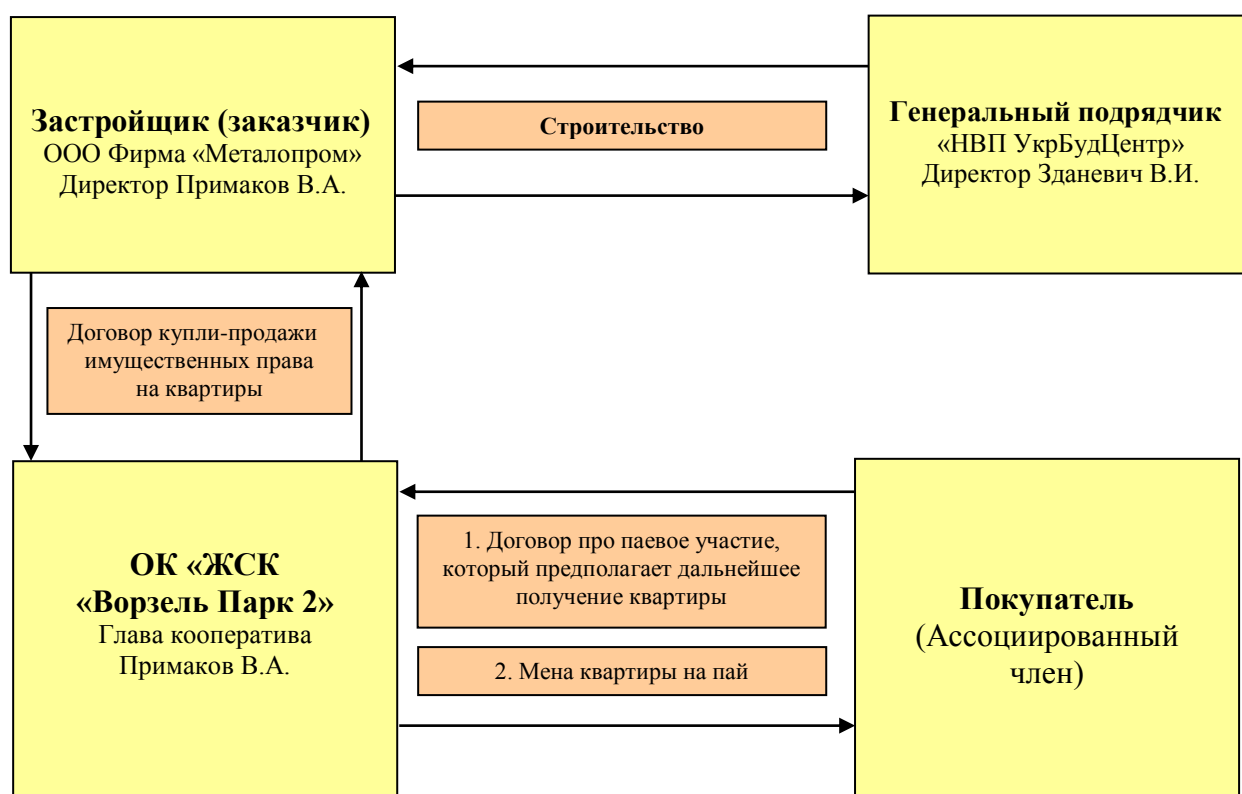 Застройщик (заказчик)
ООО Фирма «Металопром»
Директор Примаков В.А.
Строительство
Генеральный подрядчик
«НВП УкрБудЦентр»
Директор Зданевич В.И.
Договор купли-продажи
имущественных права
на квартиры
ОК «ЖСК
«Ворзель Парк 2»
Глава кооператива
Примаков В.А.
1. Договор про паевое участие,
который предполагает дальнейшее
получение квартиры
2. Мена квартиры на пай
Покупатель
(Ассоциированный
член)